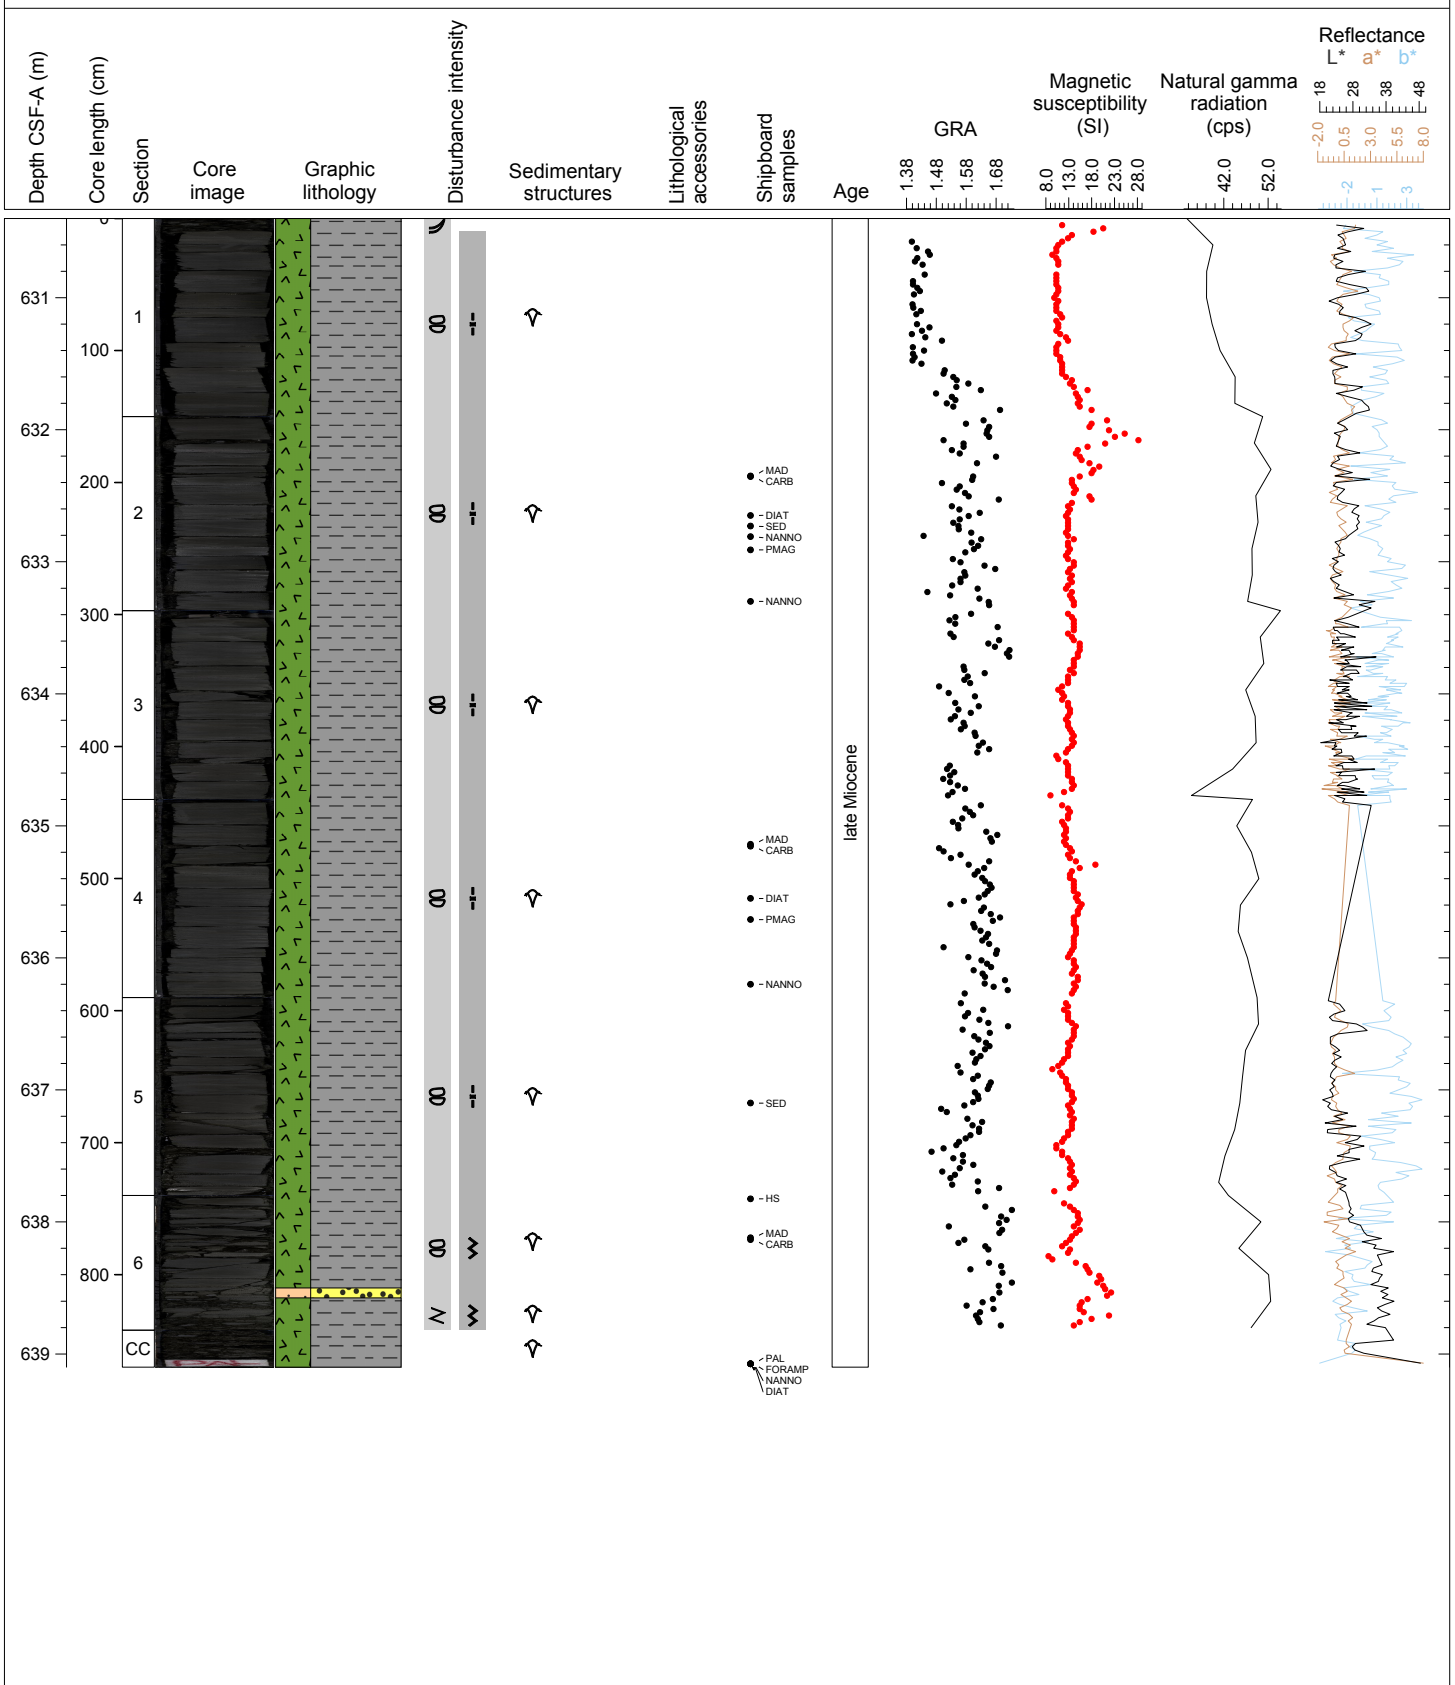 Depth CSF-A (m)
Core length (cm)
Section
Core
image
Graphic
lithology
Disturbance intensity
Sedimentary
structures
Lithological
accessories
Shipboard
samples
Age
GRA
1.38 1.48 1.58 1.68
Magnetic
susceptibility
(SI)
8.0 13.0 18.0 23.0 28.0
Natural gamma
radiation
(cps)
42.0 52.0
Reflectance
L* a* b*
18 28 38 48
-2.0 0.5 3.0 5.5 8.0
-2 1 3
0
631
1
100
632
MAD
200
CARB
2
DIAT
SED
NANNO
PMAG
633
NANNO
300
634
3
400
late Miocene
635
MAD
CARB
500
4
DIAT
PMAG
636
NANNO
600
637
5
SED
700
HS
638
MAD
CARB
6
800
CC
639
PAL
FORAMP
NANNO
DIAT